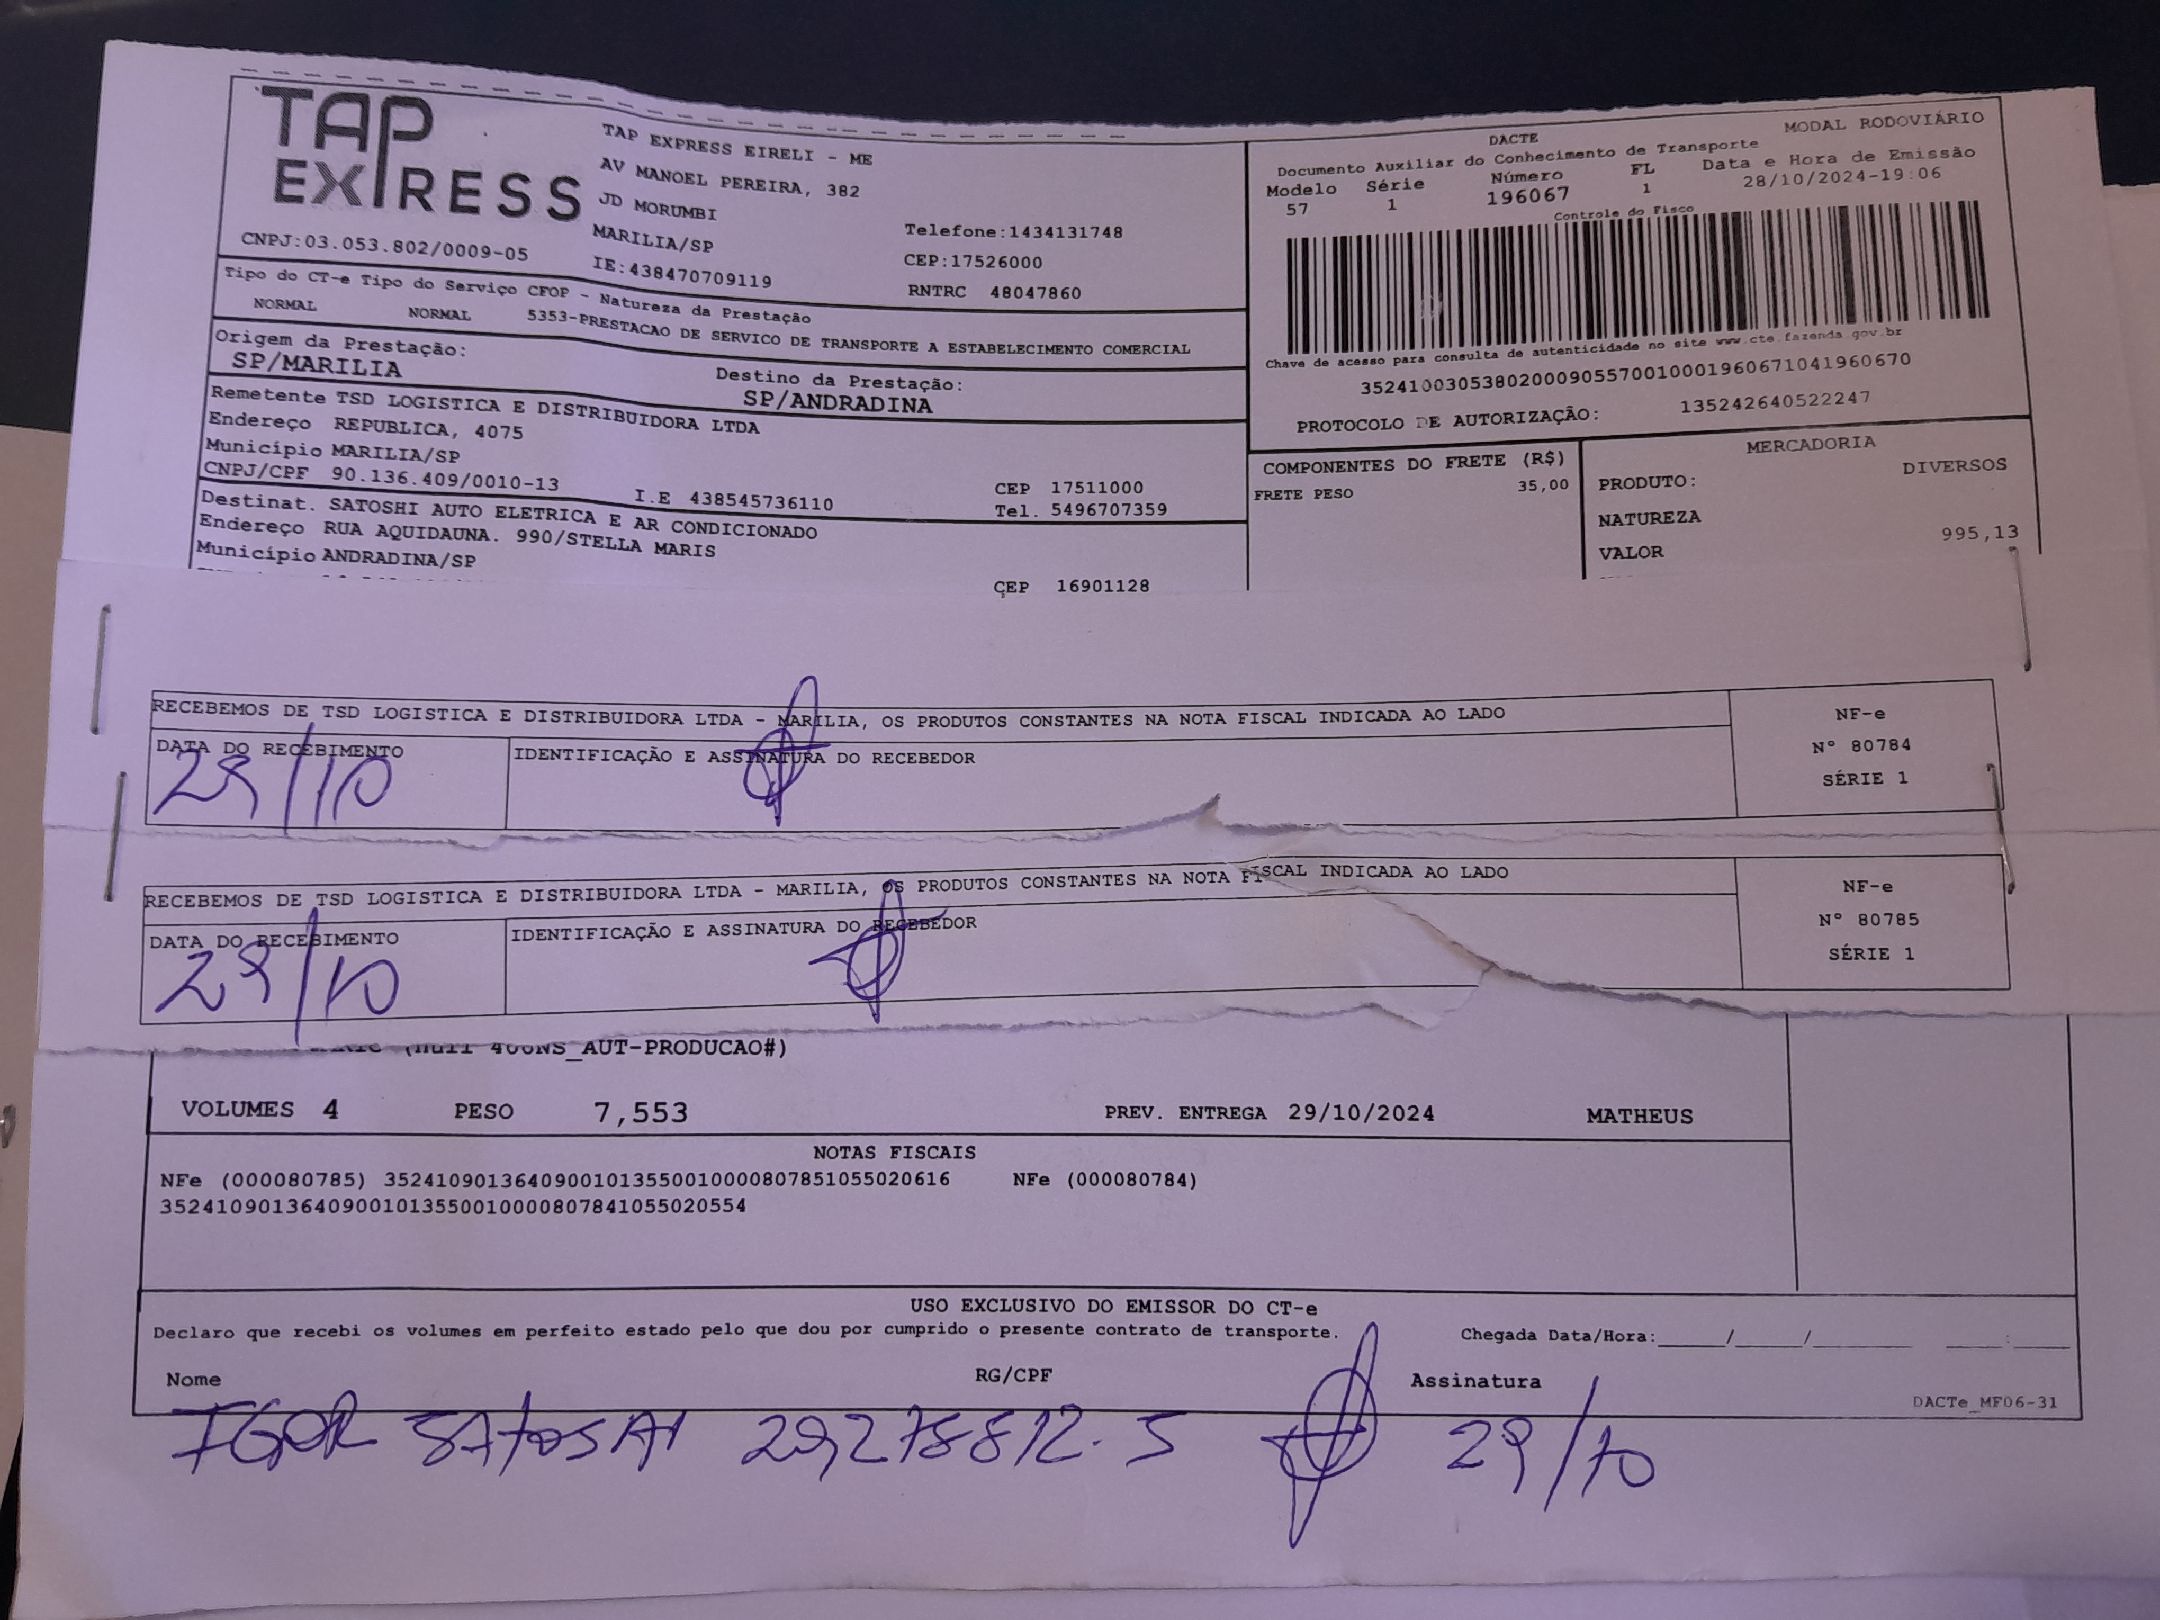 TAP
EXPRESS
CNPJ:03.053.802/0009-05
TAP EXPRESS EIRELI - ME
AV MANOEL PEREIRA, 382
JD MORUMBI
MARILIA/SP
IE:438470709119
Telefone:1434131748
CEP:17526000
RNTRC 48047860
DACTE
MODAL RODOVIÁRIO
Documento Auxiliar do Conhecimento de Transporte
Modelo Série Número FL Data e Hora de Emissão
57 1 196067 1 28/10/2024-19:06
Controle do Fisco
Chave de acesso para consulta de autenticidade no site www.cte.fazenda.gov.br
35241003053802000905570010001960671041960670
PROTOCOLO DE AUTORIZAÇÃO: 135242640522247
Tipo do CT-e Tipo do Serviço CFOP - Natureza da Prestação
NORMAL NORMAL 5353-PRESTACAO DE SERVICO DE TRANSPORTE A ESTABELECIMENTO COMERCIAL
Origem da Prestação: Destino da Prestação:
SP/MARILIA SP/ANDRADINA
Remetente TSD LOGISTICA E DISTRIBUIDORA LTDA
Endereço REPUBLICA, 4075
Município MARILIA/SP CEP 17511000
CNPJ/CPF 90.136.409/0010-13 I.E 438545736110 Tel. 5496707359
Destinat. SATOSHI AUTO ELETRICA E AR CONDICIONADO
Endereço RUA AQUIDAUNA. 990/STELLA MARIS
Município ANDRADINA/SP CEP 16901128
COMPONENTES DO FRETE (R$)
FRETE PESO 35,00
MERCADORIA
PRODUTO: DIVERSOS
NATUREZA
VALOR 995,13
RECEBEMOS DE TSD LOGISTICA E DISTRIBUIDORA LTDA - MARILIA, OS PRODUTOS CONSTANTES NA NOTA FISCAL INDICADA AO LADO
DATA DO RECEBIMENTO IDENTIFICAÇÃO E ASSINATURA DO RECEBEDOR
29/10
NF-e
N° 80784
SÉRIE 1
RECEBEMOS DE TSD LOGISTICA E DISTRIBUIDORA LTDA - MARILIA, OS PRODUTOS CONSTANTES NA NOTA FISCAL INDICADA AO LADO
DATA DO RECEBIMENTO IDENTIFICAÇÃO E ASSINATURA DO RECEBEDOR
29/10
NF-e
N° 80785
SÉRIE 1
400NS_AUT-PRODUCAO#)
VOLUMES 4 PESO 7,553 PREV. ENTREGA 29/10/2024 MATHEUS
NOTAS FISCAIS
NFe (000080785) 35241090136409001013550010000807851055020616 NFe (000080784)
35241090136409001013550010000807841055020554
USO EXCLUSIVO DO EMISSOR DO CT-e
Declaro que recebi os volumes em perfeito estado pelo que dou por cumprido o presente contrato de transporte. Chegada Data/Hora:_____/_____/_______ ____:____
Nome RG/CPF Assinatura
DACTe_MF06-31
IGOR 29278812-5 29/10